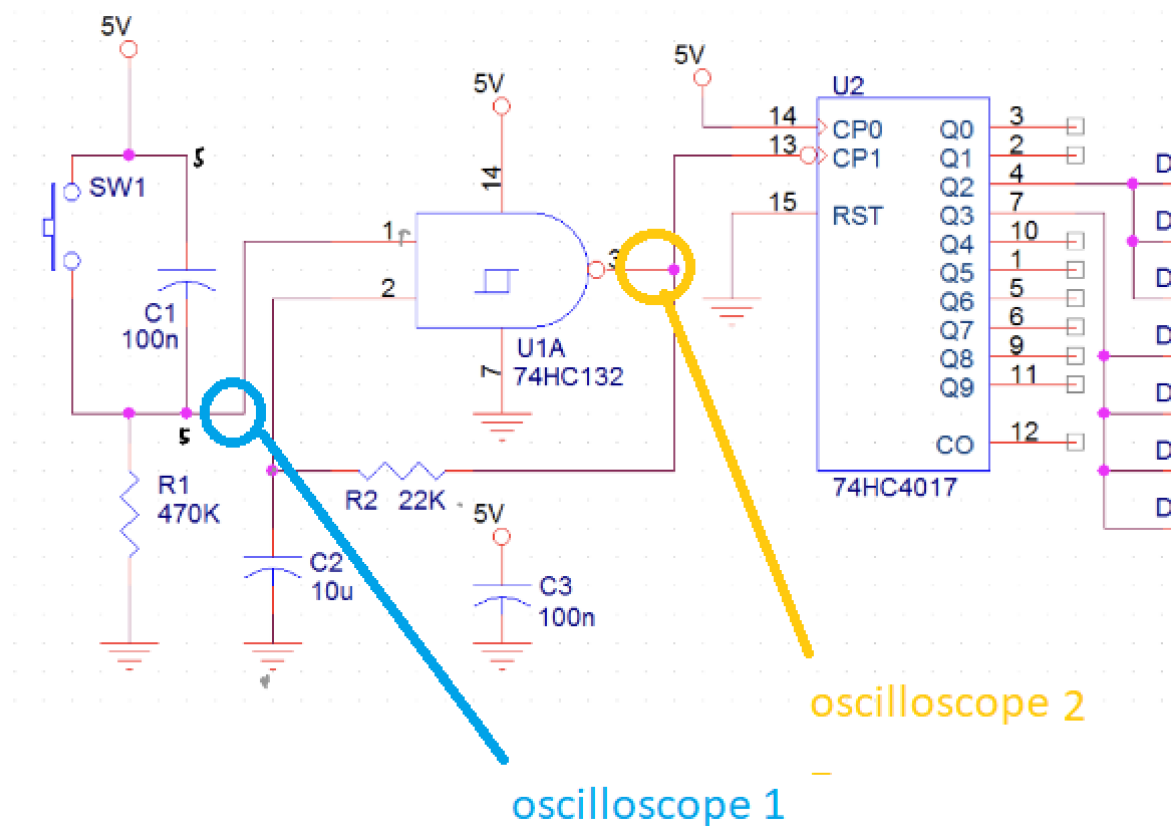 5V
5V
5V
U2
14
CP0
Q0
3
13
CP1
Q1
2
Q2
4
D
15
RST
Q3
7
D
Q4
10
Q5
1
D
Q6
5
Q7
6
D
Q8
9
Q9
11
D
CO
12
D
D
74HC4017
SW1
5
C1
100n
5
14
1
2
3
7
U1A
74HC132
R1
470K
R2 22K
C2
10u
5V
C3
100n
oscilloscope 2
oscilloscope 1